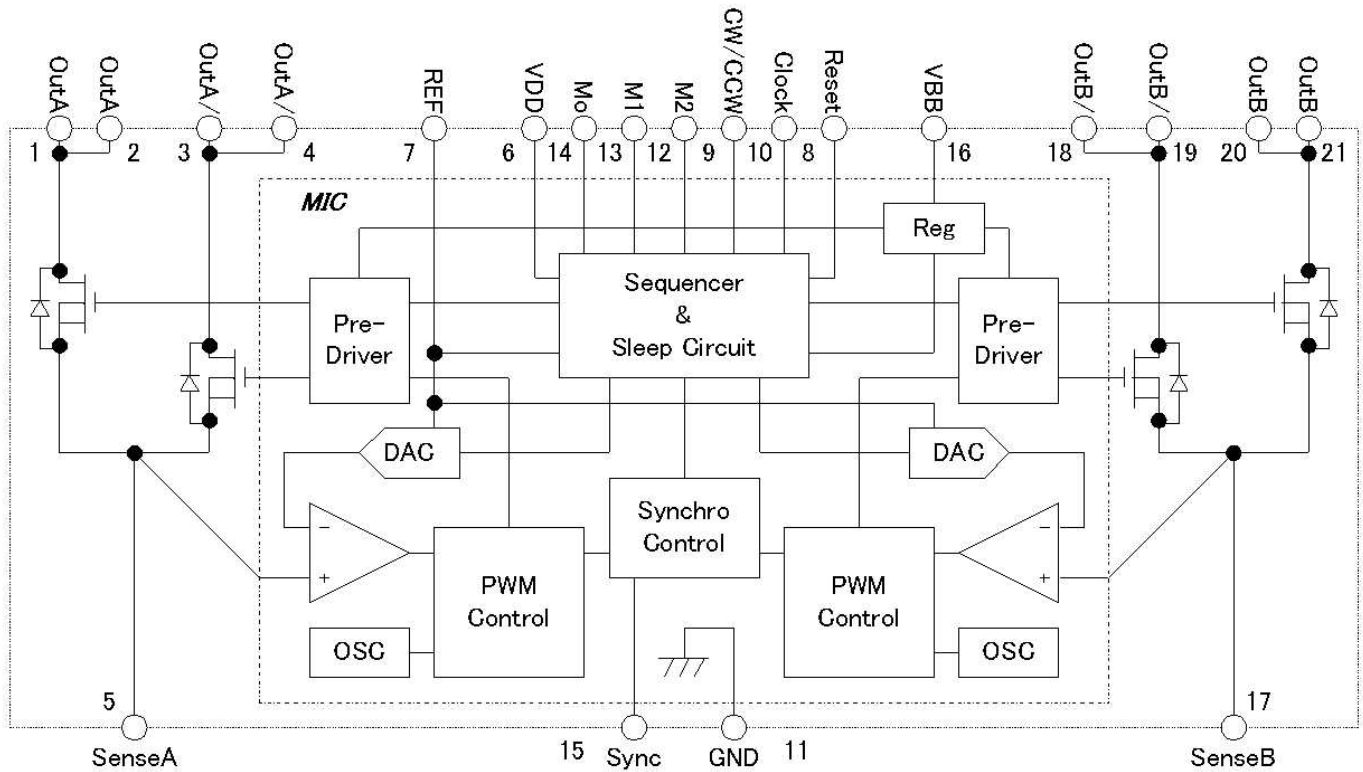 OutA
OutA
OutA/
OutA/
REF
VDD
Mo
M1
M2
CW/CCW
Clock
Reset
VBB
OutB/
OutB/
OutB
OutB
1
2
3
4
7
6
14
13
12
9
10
8
16
18
19
20
21
MIC
Reg
Pre-
Driver
Sequencer
&
Sleep Circuit
Pre-
Driver
DAC
DAC
−
+
PWM
Control
Synchro
Control
PWM
Control
−
+
OSC
OSC
5
SenseA
15
Sync
GND
11
17
SenseB